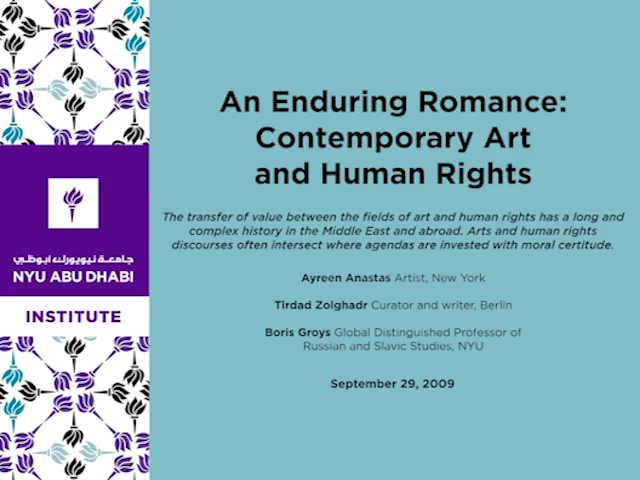 جامعـة نيويورك أبوظبي
NYU ABU DHABI
INSTITUTE
An Enduring Romance:
Contemporary Art
and Human Rights
The transfer of value between the fields of art and human rights has a long and
complex history in the Middle East and abroad. Arts and human rights
discourses often intersect where agendas are invested with moral certitude.
Ayreen Anastas Artist, New York
Tirdad Zolghadr Curator and writer, Berlin
Boris Groys Global Distinguished Professor of
Russian and Slavic Studies, NYU
September 29, 2009